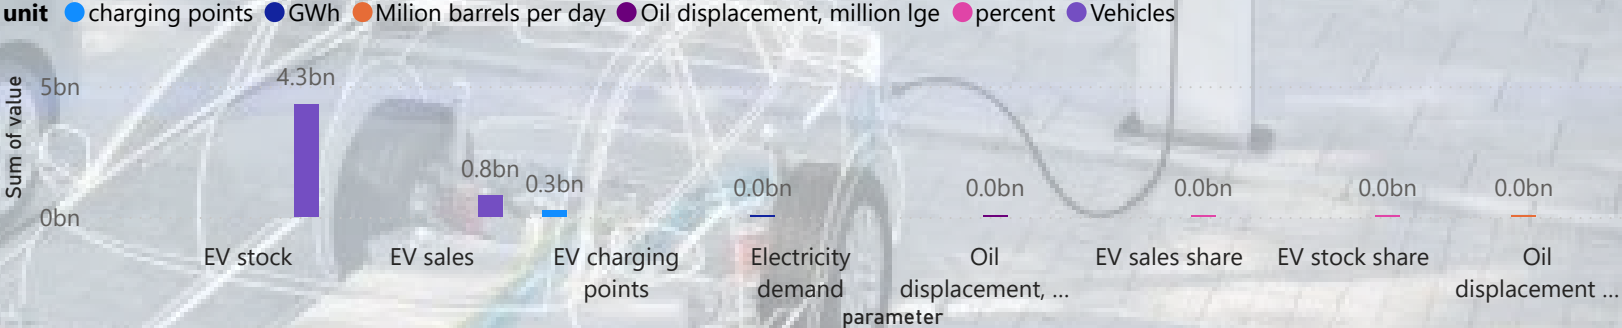 unit charging points GWh Milion barrels per day Oil displacement, million lge percent Vehicles
Sum of value
5bn
0bn
4.3bn
0.8bn
0.3bn
0.0bn
0.0bn
0.0bn
0.0bn
0.0bn
EV stock
EV sales
EV charging
points
Electricity
demand
Oil
displacement, ...
EV sales share
EV stock share
Oil
displacement ...
parameter